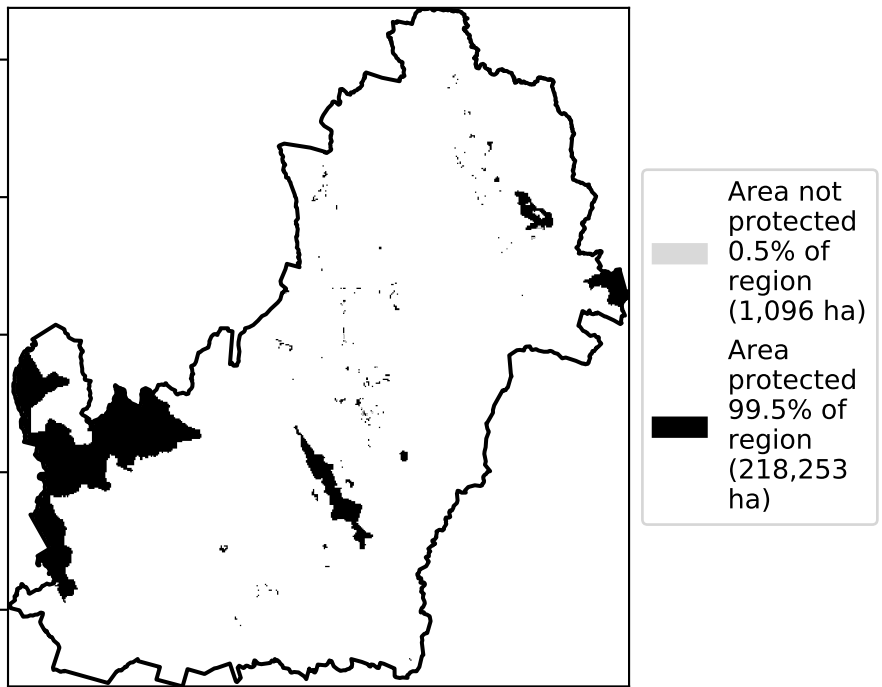 Area not
protected
0.5% of
region
(1,096 ha)
Area
protected
99.5% of
region
(218,253
ha)